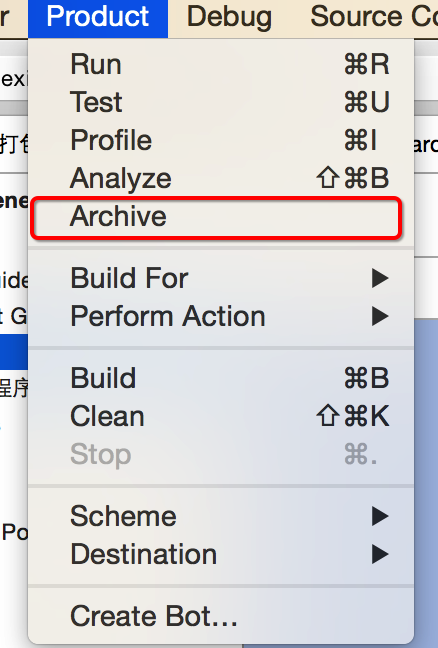 r Product Debug Source Co
Run ⌘R
exi
Test ⌘U
Profile ⌘I
打包
arc
Analyze ⇧⌘B
ene
Archive
Build For ▶
uide
Perform Action ▶
t G
Build ⌘B
程序
Clean ⇧⌘K
Stop ⌘.
Scheme ▶
Po
Destination ▶
Create Bot...